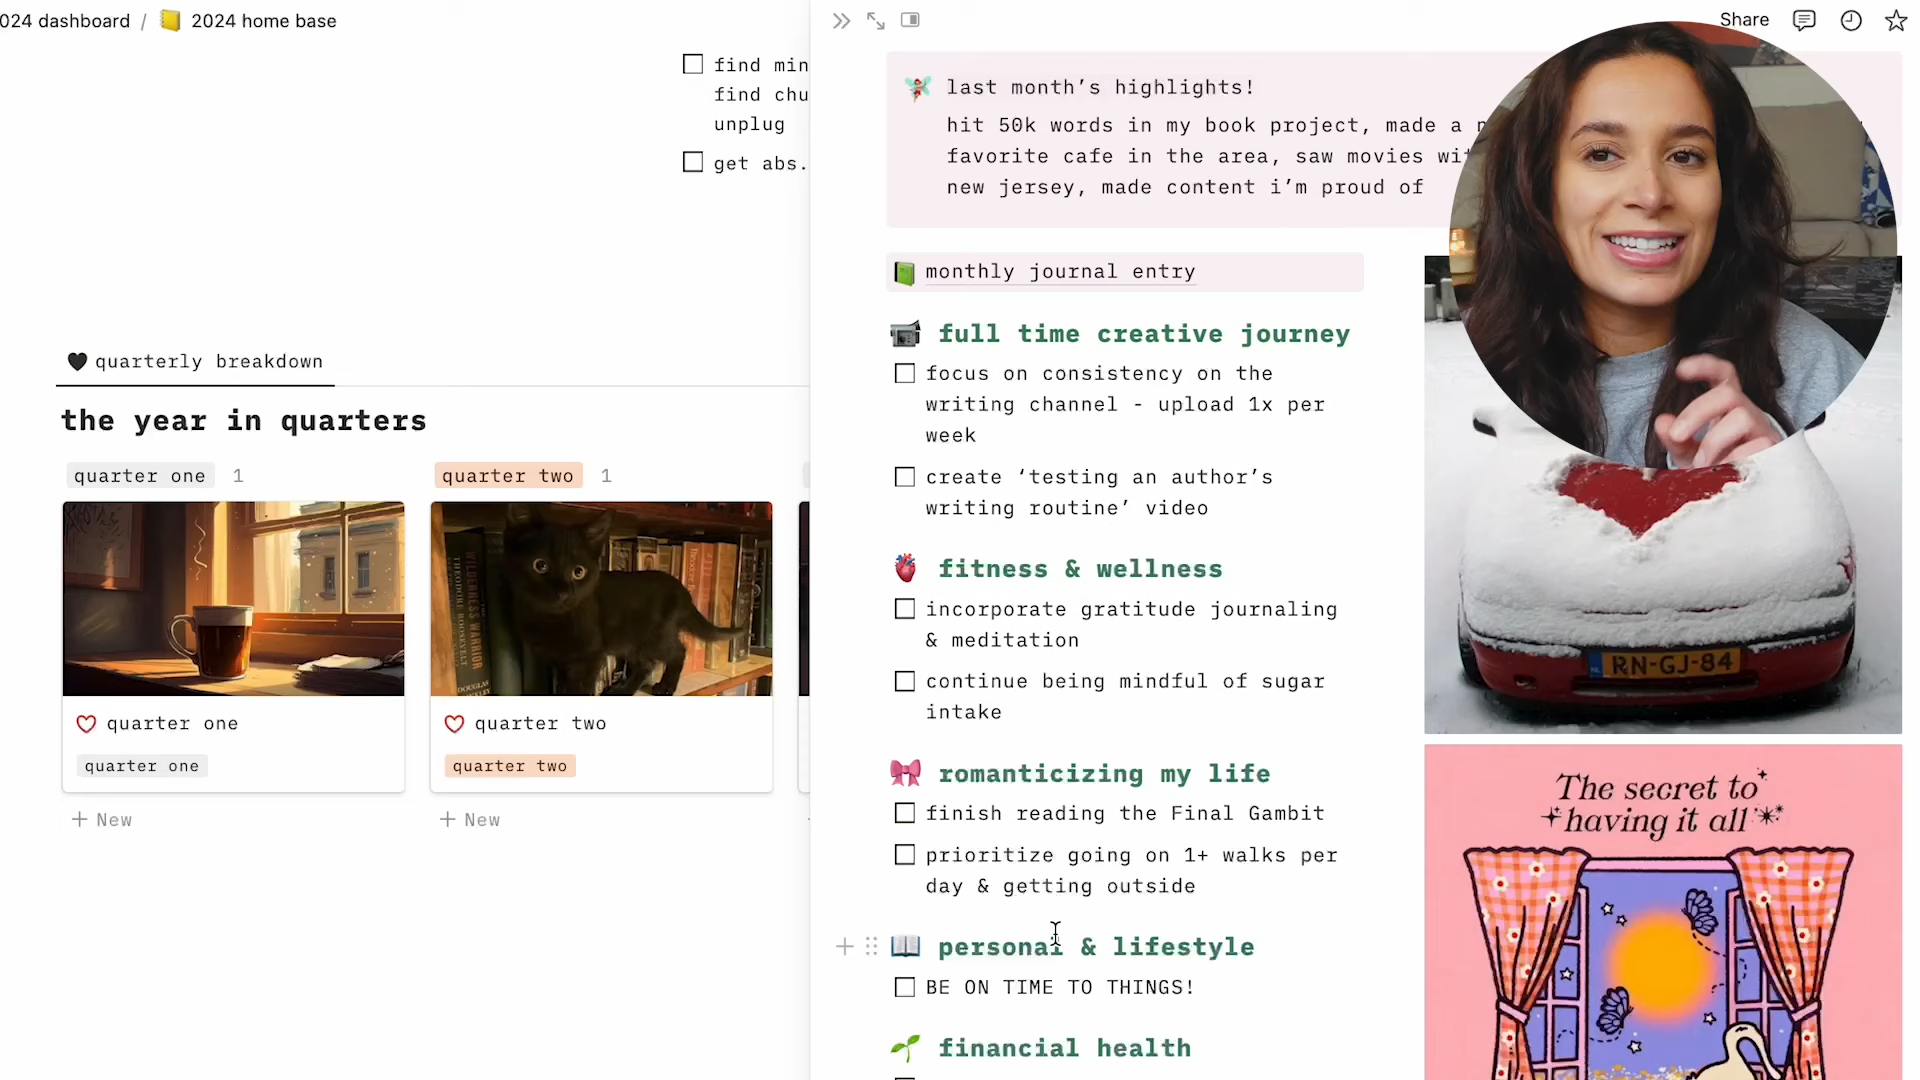 024 dashboard / 2024 home base
find min
find chu
unplug
get abs.
quarterly breakdown
the year in quarters
quarter one 1
quarter two 1
WILDERNESS WARRIOR
DOUGLAS
quarter one
quarter one
quarter two
quarter two
+ New
+ New
Share
last month’s highlights!
hit 50k words in my book project, made a
favorite cafe in the area, saw movies wit
new jersey, made content i’m proud of
monthly journal entry
full time creative journey
focus on consistency on the
writing channel - upload 1x per
week
create ‘testing an author’s
writing routine’ video
fitness & wellness
incorporate gratitude journaling
& meditation
continue being mindful of sugar
intake
romanticizing my life
finish reading the Final Gambit
prioritize going on 1+ walks per
day & getting outside
personal & lifestyle
BE ON TIME TO THINGS!
financial health
RN-GJ-84
The secret to
having it all